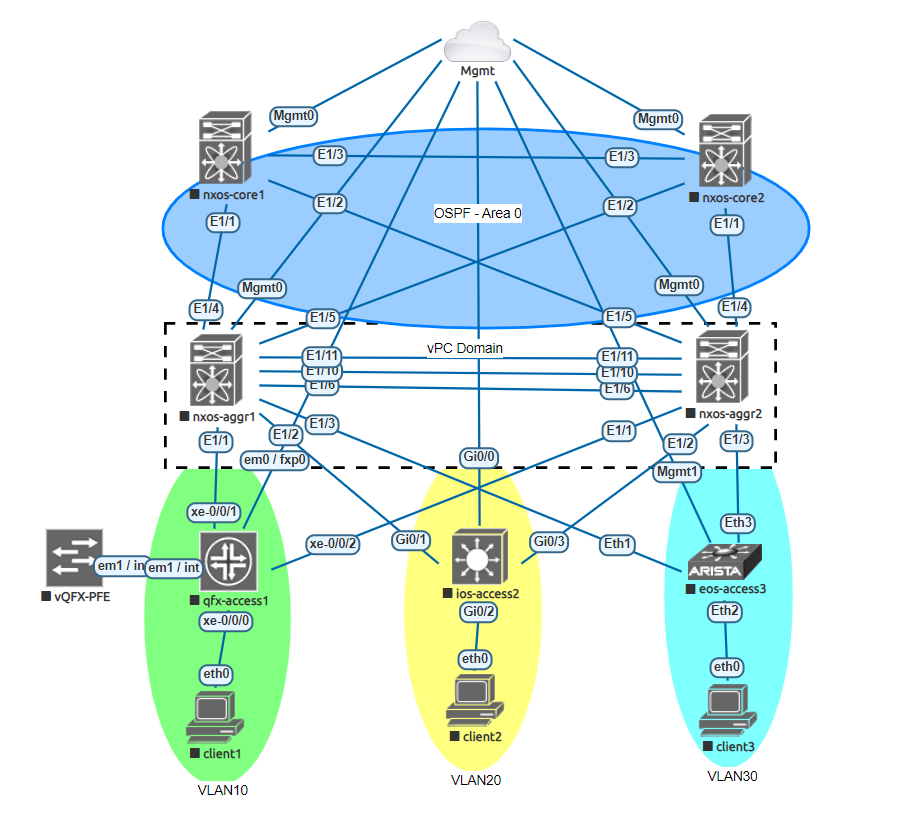 Mgmt
Mgmt0
Mgmt0
E1/3
E1/3
nxos-core1
nxos-core2
E1/2
E1/2
OSPF - Area 0
E1/1
E1/1
Mgmt0
Mgmt0
E1/4
E1/4
E1/5
E1/5
vPC Domain
E1/11
E1/11
E1/10
E1/10
E1/6
E1/6
nxos-aggr1
nxos-aggr2
E1/3
E1/1
E1/1
E1/2
E1/2
E1/3
em0 / fxp0
Gi0/0
Mgmt1
xe-0/0/1
Eth3
xe-0/0/2
Gi0/1
Gi0/3
Eth1
em1 / in
em1 / int
ARISTA
vQFX-PFE
qfx-access1
ios-access2
eos-access3
xe-0/0/0
Gi0/2
Eth2
eth0
eth0
eth0
client1
client2
client3
VLAN10
VLAN20
VLAN30